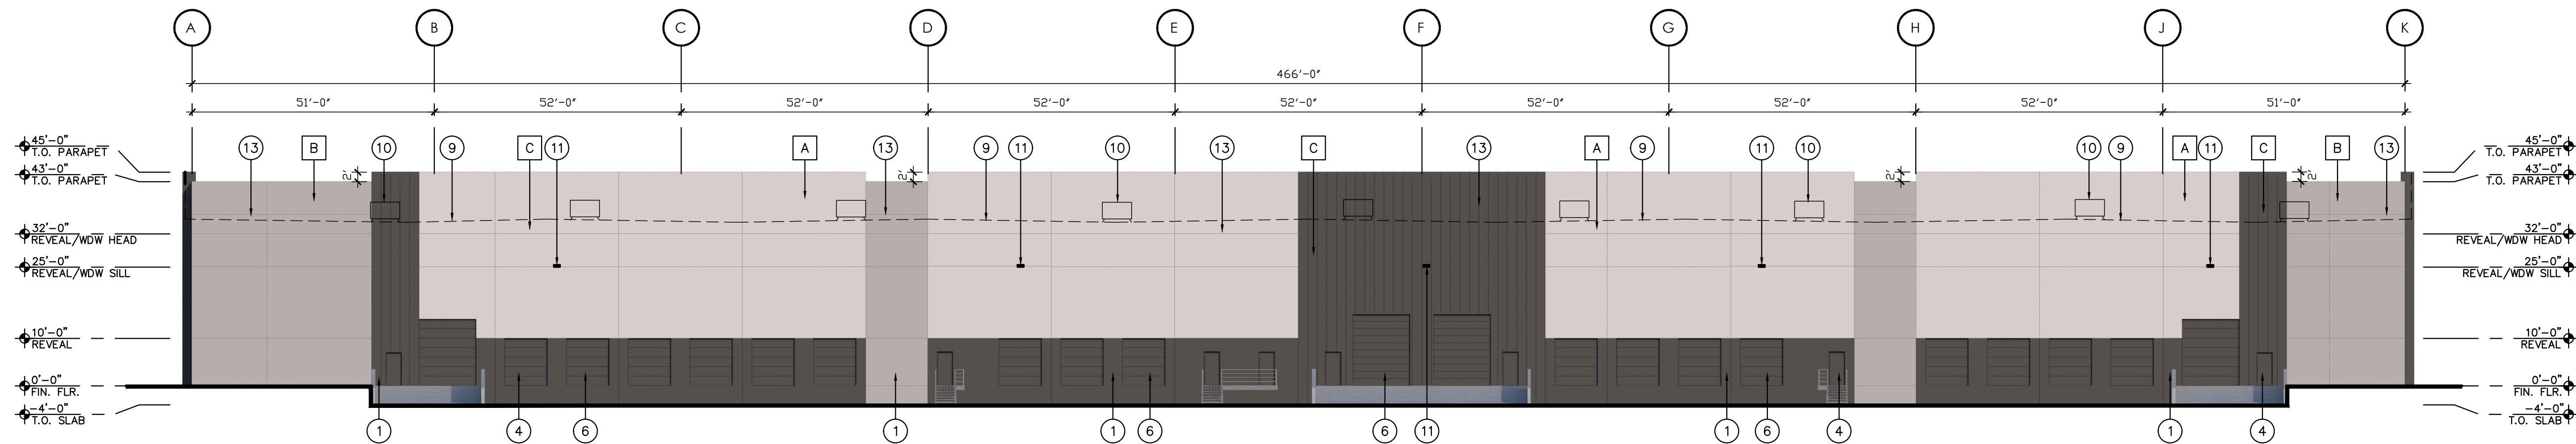 A B C D E F G H J K
466'-0"
51'-0" 52'-0" 52'-0" 52'-0" 52'-0" 52'-0" 52'-0" 52'-0" 51'-0"
13 B 10 9 C 11 A 13 9 11 10 13 C 13 A 9 11 10 10 9 A 11 C B 13
45'-0"
T.O. PARAPET
43'-0"
T.O. PARAPET
32'-0"
REVEAL/WDW HEAD
25'-0"
REVEAL/WDW SILL
10'-0"
REVEAL
0'-0"
FIN. FLR.
-4'-0"
T.O. SLAB
2' 2' 2' 2'
45'-0"
T.O. PARAPET
43'-0"
T.O. PARAPET
32'-0"
REVEAL/WDW HEAD
25'-0"
REVEAL/WDW SILL
10'-0"
REVEAL
0'-0"
FIN. FLR.
-4'-0"
T.O. SLAB
1 4 6 1 1 6 6 11 1 6 4 1 4